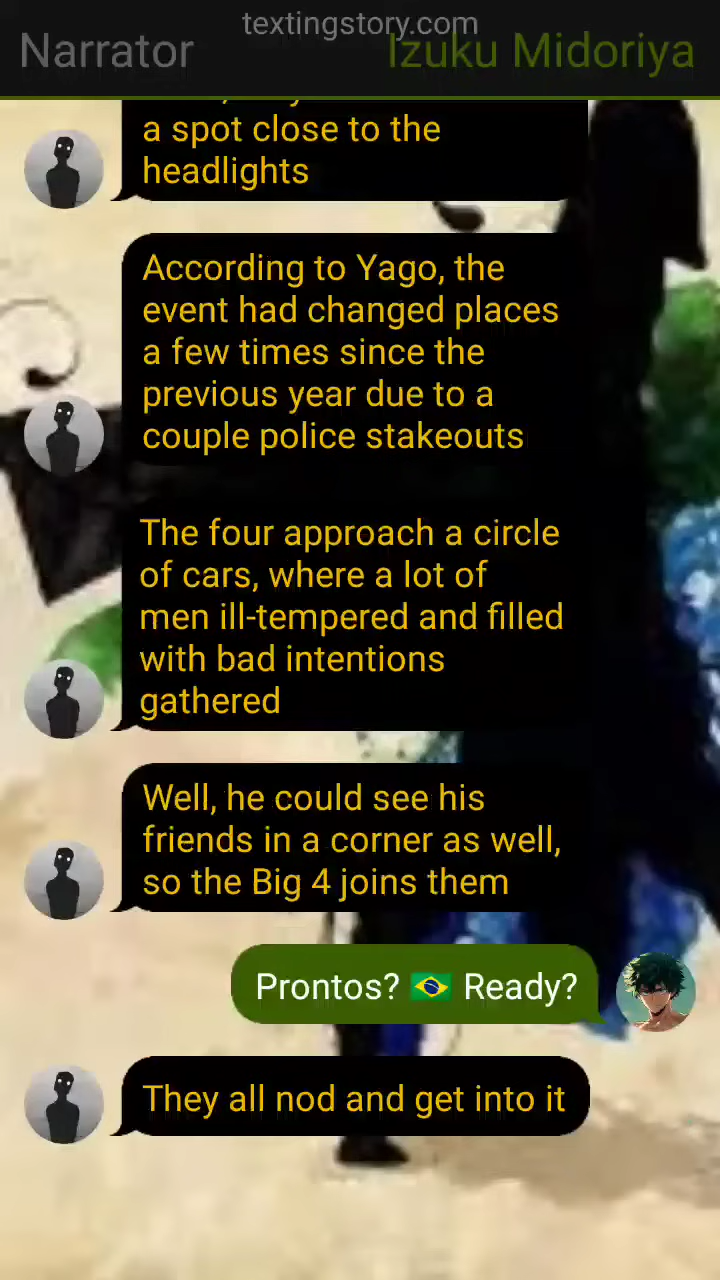 textingstory.com
Narrator
Izuku Midoriya
a spot close to the
headlights
According to Yago, the
event had changed places
a few times since the
previous year due to a
couple police stakeouts
The four approach a circle
of cars, where a lot of
men ill-tempered and filled
with bad intentions
gathered
Well, he could see his
friends in a corner as well,
so the Big 4 joins them
Prontos? 🇧🇷 Ready?
They all nod and get into it